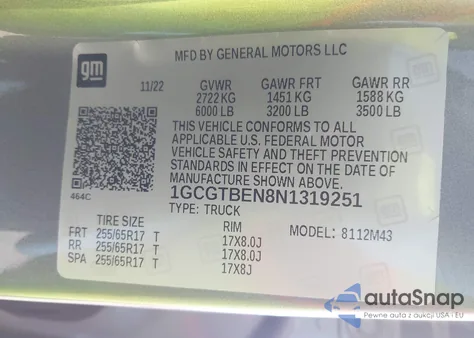 gm
MFD BY GENERAL MOTORS LLC
11/22 GVWR GAWR FRT GAWR RR
2722 KG 1451 KG 1588 KG
6000 LB 3200 LB 3500 LB
THIS VEHICLE CONFORMS TO ALL
APPLICABLE U.S. FEDERAL MOTOR
VEHICLE SAFETY AND THEFT PREVENTION
STANDARDS IN EFFECT ON THE DATE OF
MANUFACTURE SHOWN ABOVE.
464C
1GCGTBEN8N1319251
TYPE: TRUCK
TIRE SIZE RIM MODEL: 8112M43
FRT 255/65R17 T 17X8.0J
RR 255/65R17 T 17X8.0J
SPA 255/65R17 T 17X8J
autoSnap
Pewne auta z aukcji USA i EU